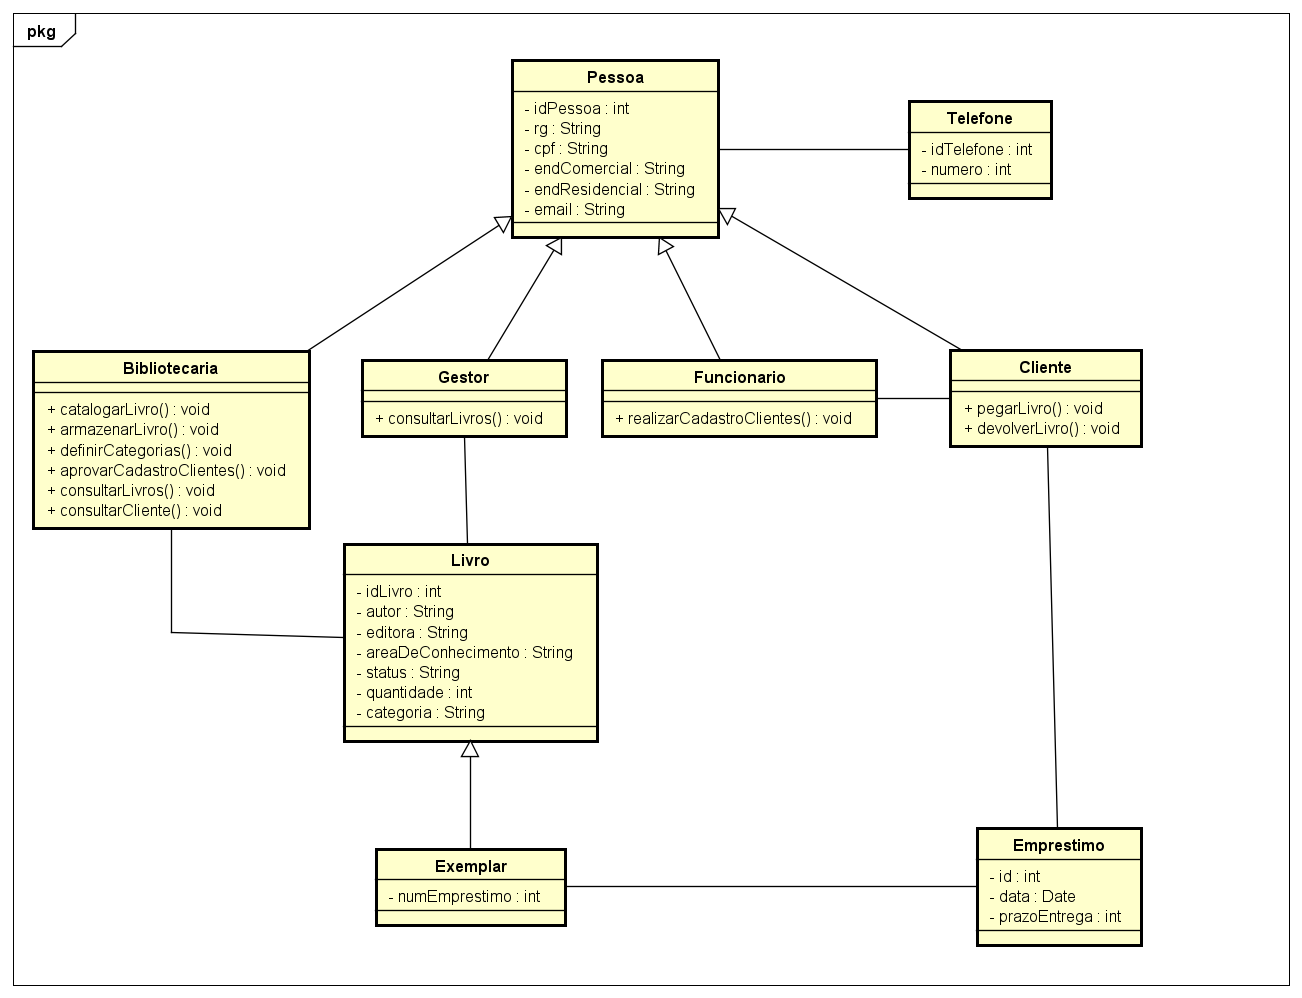 pkg
Pessoa
- idPessoa : int
- rg : String
- cpf : String
- endComercial : String
- endResidencial : String
- email : String
Telefone
- idTelefone : int
- numero : int
Bibliotecaria
+ catalogarLivro() : void
+ armazenarLivro() : void
+ definirCategorias() : void
+ aprovarCadastroClientes() : void
+ consultarLivros() : void
+ consultarCliente() : void
Gestor
+ consultarLivros() : void
Funcionario
+ realizarCadastroClientes() : void
Cliente
+ pegarLivro() : void
+ devolverLivro() : void
Livro
- idLivro : int
- autor : String
- editora : String
- areaDeConhecimento : String
- status : String
- quantidade : int
- categoria : String
Exemplar
- numEmprestimo : int
Emprestimo
- id : int
- data : Date
- prazoEntrega : int